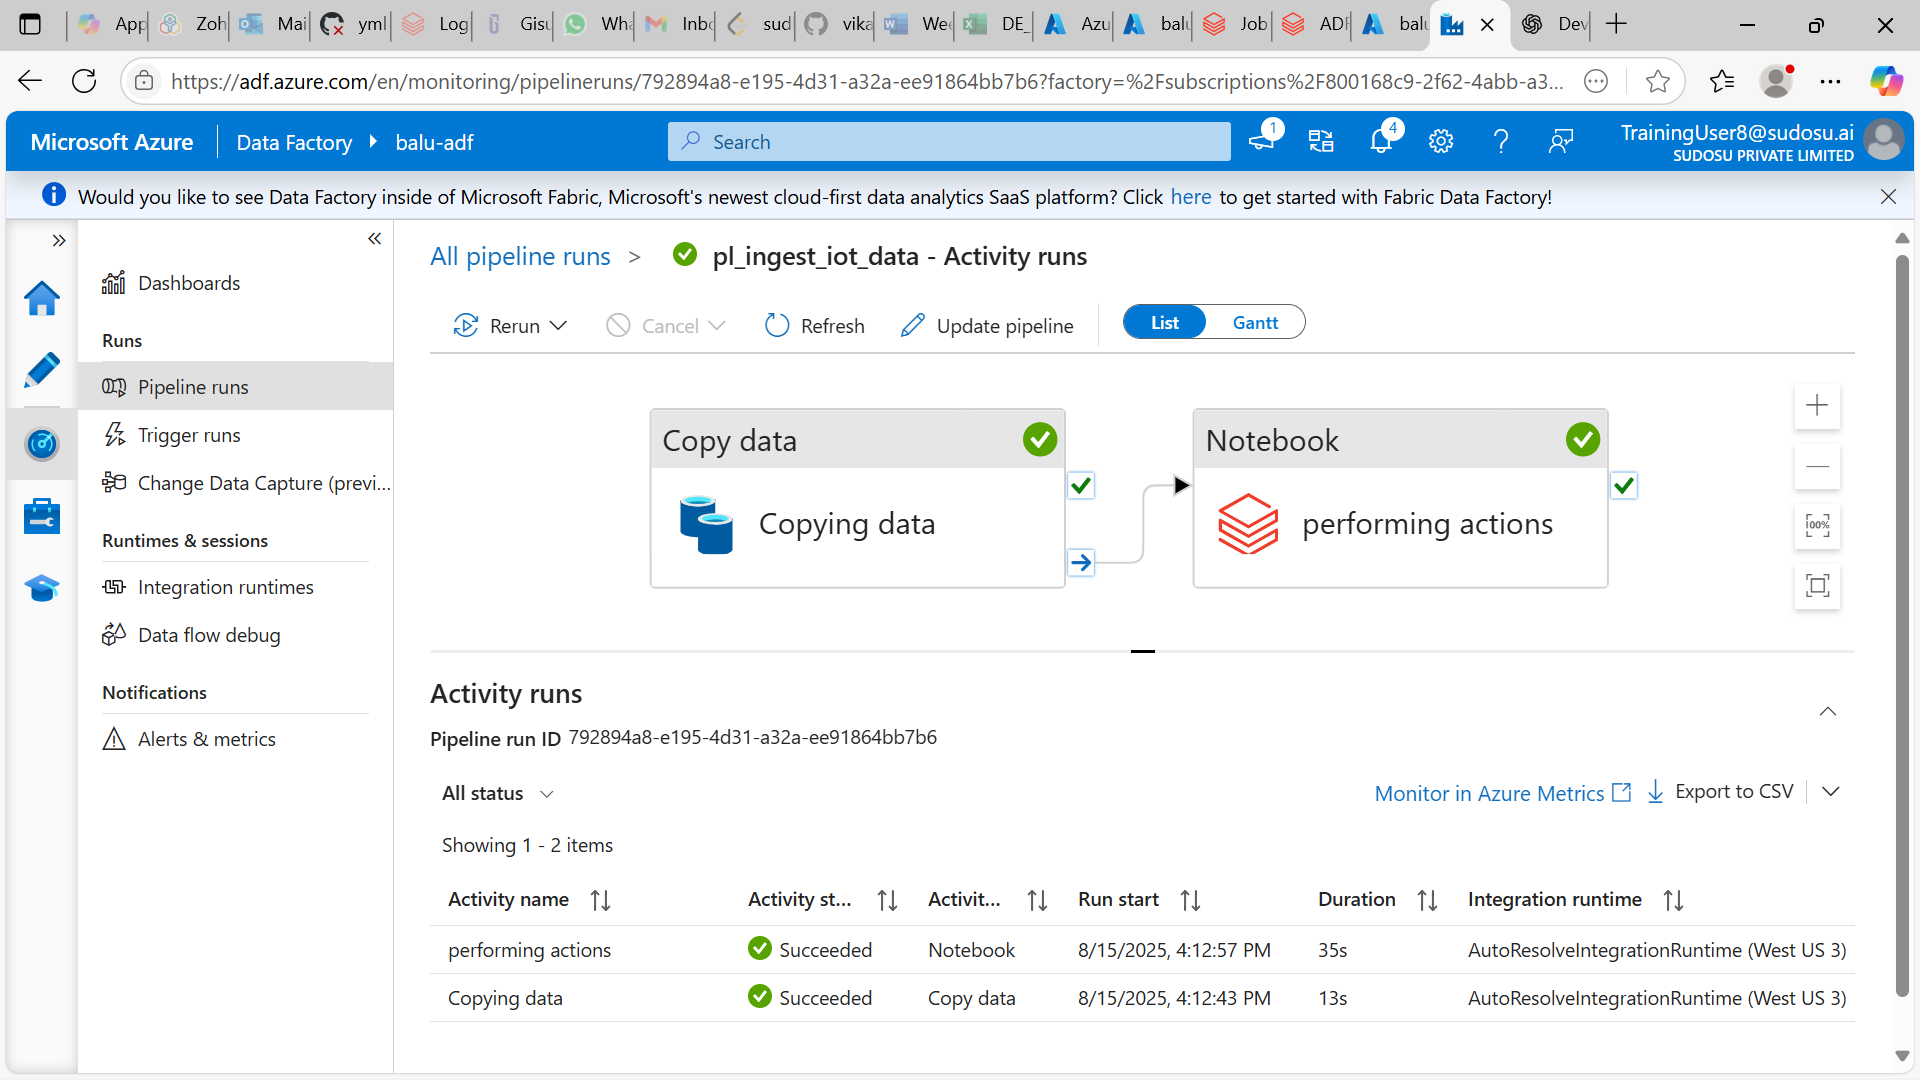 App
Zoh
Mai
yml
Log
Gisu
Wha
Inbo
sud
vika
Wee
DE_
Azu
balu
Job
ADF
balu
Dev
https://adf.azure.com/en/monitoring/pipelineruns/792894a8-e195-4d31-a32a-ee91864bb7b6?factory=%2Fsubscriptions%2F800168c9-2f62-4abb-a3...
Microsoft Azure
Data Factory
balu-adf
Search
1
4
TrainingUser8@sudosu.ai
SUDOSU PRIVATE LIMITED
Would you like to see Data Factory inside of Microsoft Fabric, Microsoft's newest cloud-first data analytics SaaS platform? Click here to get started with Fabric Data Factory!
Dashboards
Runs
Pipeline runs
Trigger runs
Change Data Capture (previ...
Runtimes & sessions
Integration runtimes
Data flow debug
Notifications
Alerts & metrics
All pipeline runs > pl_ingest_iot_data - Activity runs
Rerun
Cancel
Refresh
Update pipeline
List
Gantt
Copy data
Copying data
Notebook
performing actions
100%
Activity runs
Pipeline run ID 792894a8-e195-4d31-a32a-ee91864bb7b6
All status
Monitor in Azure Metrics
Export to CSV
Showing 1 - 2 items
Activity name Activity st... Activit... Run start Duration Integration runtime
performing actions Succeeded Notebook 8/15/2025, 4:12:57 PM 35s AutoResolveIntegrationRuntime (West US 3)
Copying data Succeeded Copy data 8/15/2025, 4:12:43 PM 13s AutoResolveIntegrationRuntime (West US 3)